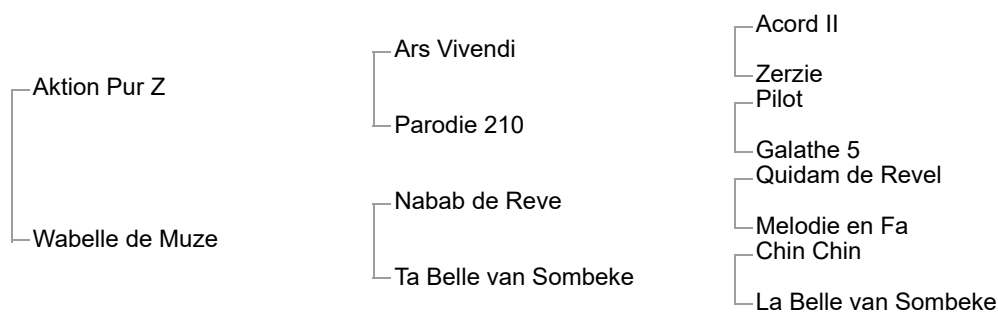 Aktion Pur Z
Wabelle de Muze
Ars Vivendi
Parodie 210
Nabab de Reve
Ta Belle van Sombeke
Acord II
Zerzie
Pilot
Galathe 5
Quidam de Revel
Melodie en Fa
Chin Chin
La Belle van Sombeke